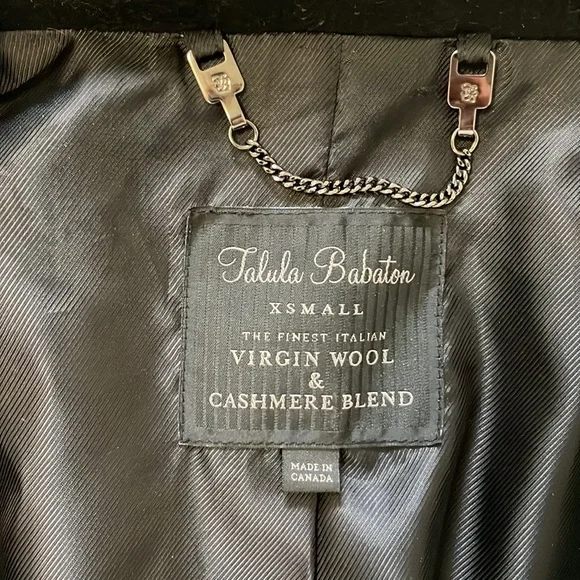 Talula Babaton
XSMALL
THE FINEST ITALIAN
VIRGIN WOOL
&
CASHMERE BLEND
MADE IN
CANADA